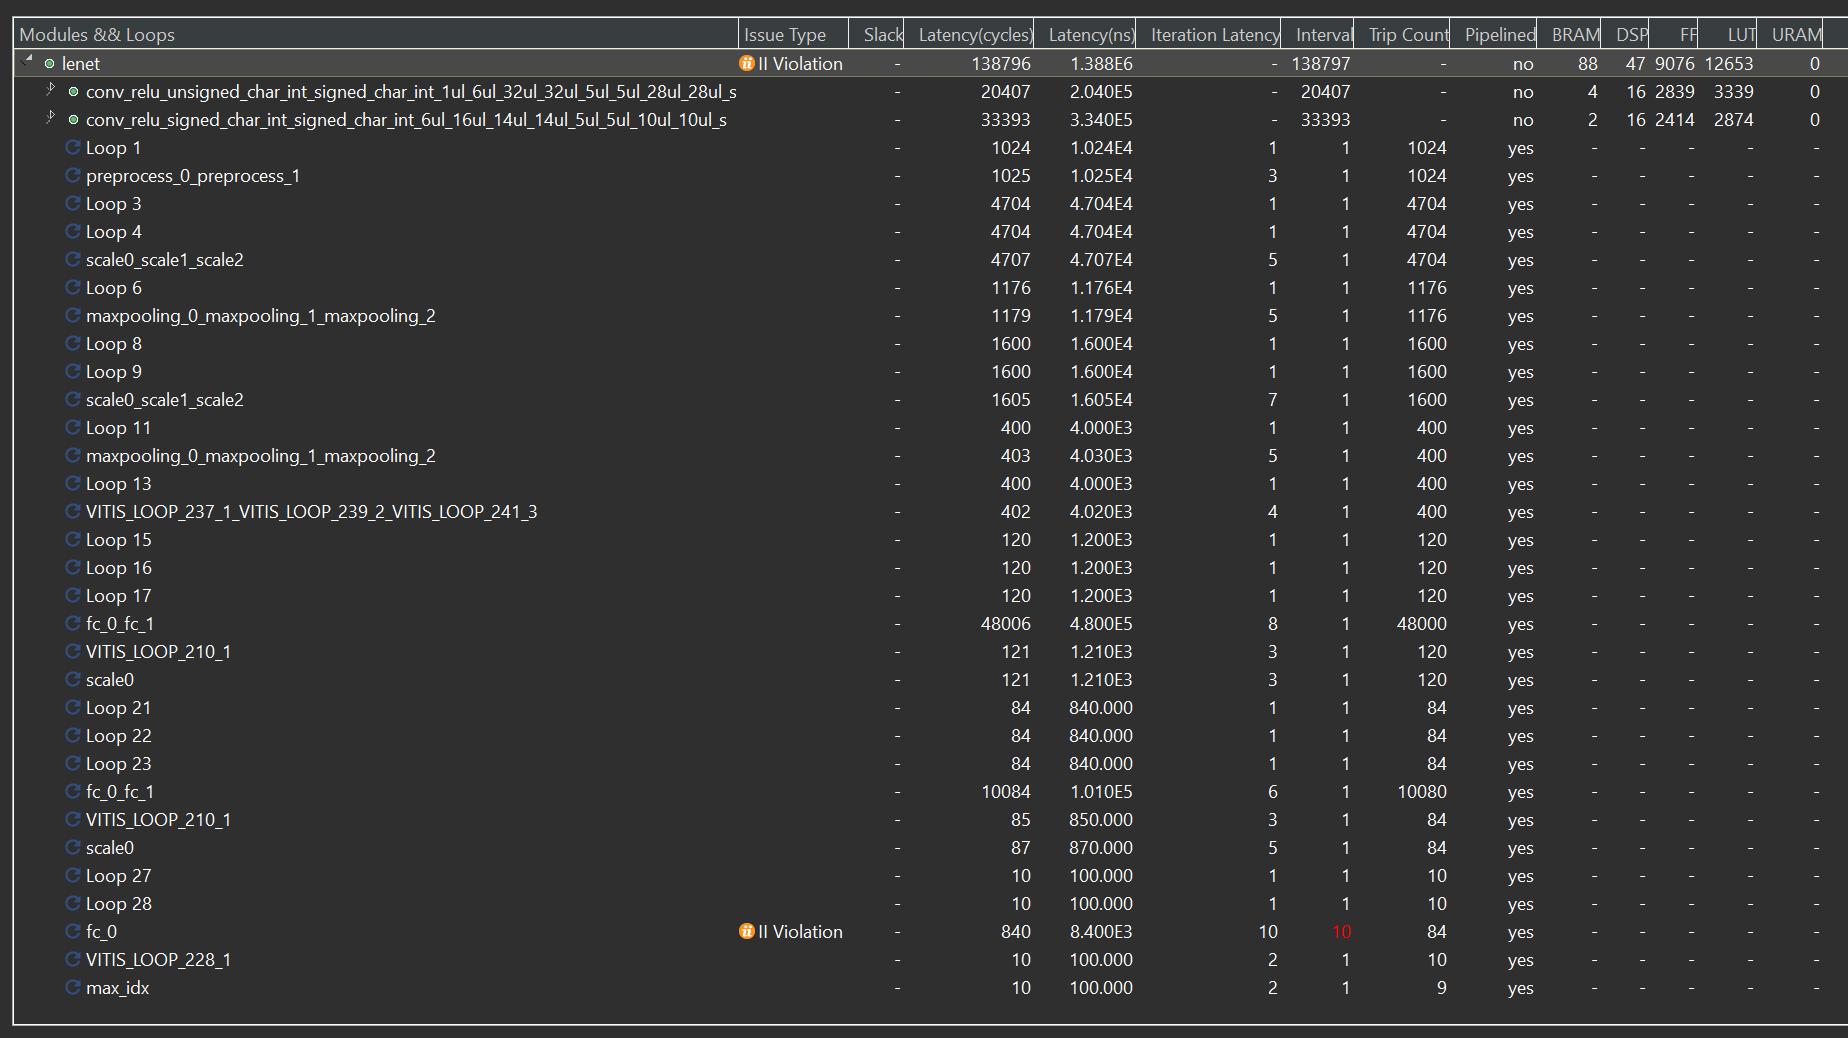 Modules && Loops Issue Type Slack Latency(cycles) Latency(ns) Iteration Latency Interval Trip Count Pipelined BRAM DSP FF LUT URAM
lenet II Violation - 138796 1.388E6 - 138797 - no 88 47 9076 12653 0
conv_relu_unsigned_char_int_signed_char_int_1ul_6ul_32ul_32ul_5ul_5ul_28ul_28ul_s - 20407 2.040E5 - 20407 - no 4 16 2839 3339 0
conv_relu_signed_char_int_signed_char_int_6ul_16ul_14ul_14ul_5ul_5ul_10ul_10ul_s - 33393 3.340E5 - 33393 - no 2 16 2414 2874 0
Loop 1 - 1024 1.024E4 1 1 1024 yes - - - - -
preprocess_0_preprocess_1 - 1025 1.025E4 3 1 1024 yes - - - - -
Loop 3 - 4704 4.704E4 1 1 4704 yes - - - - -
Loop 4 - 4704 4.704E4 1 1 4704 yes - - - - -
scale0_scale1_scale2 - 4707 4.707E4 5 1 4704 yes - - - - -
Loop 6 - 1176 1.176E4 1 1 1176 yes - - - - -
maxpooling_0_maxpooling_1_maxpooling_2 - 1179 1.179E4 5 1 1176 yes - - - - -
Loop 8 - 1600 1.600E4 1 1 1600 yes - - - - -
Loop 9 - 1600 1.600E4 1 1 1600 yes - - - - -
scale0_scale1_scale2 - 1605 1.605E4 7 1 1600 yes - - - - -
Loop 11 - 400 4.000E3 1 1 400 yes - - - - -
maxpooling_0_maxpooling_1_maxpooling_2 - 403 4.030E3 5 1 400 yes - - - - -
Loop 13 - 400 4.000E3 1 1 400 yes - - - - -
VITIS_LOOP_237_1_VITIS_LOOP_239_2_VITIS_LOOP_241_3 - 402 4.020E3 4 1 400 yes - - - - -
Loop 15 - 120 1.200E3 1 1 120 yes - - - - -
Loop 16 - 120 1.200E3 1 1 120 yes - - - - -
Loop 17 - 120 1.200E3 1 1 120 yes - - - - -
fc_0_fc_1 - 48006 4.800E5 8 1 48000 yes - - - - -
VITIS_LOOP_210_1 - 121 1.210E3 3 1 120 yes - - - - -
scale0 - 121 1.210E3 3 1 120 yes - - - - -
Loop 21 - 84 840.000 1 1 84 yes - - - - -
Loop 22 - 84 840.000 1 1 84 yes - - - - -
Loop 23 - 84 840.000 1 1 84 yes - - - - -
fc_0_fc_1 - 10084 1.010E5 6 1 10080 yes - - - - -
VITIS_LOOP_210_1 - 85 850.000 3 1 84 yes - - - - -
scale0 - 87 870.000 5 1 84 yes - - - - -
Loop 27 - 10 100.000 1 1 10 yes - - - - -
Loop 28 - 10 100.000 1 1 10 yes - - - - -
fc_0 II Violation - 840 8.400E3 10 10 84 yes - - - - -
VITIS_LOOP_228_1 - 10 100.000 2 1 10 yes - - - - -
max_idx - 10 100.000 2 1 9 yes - - - - -